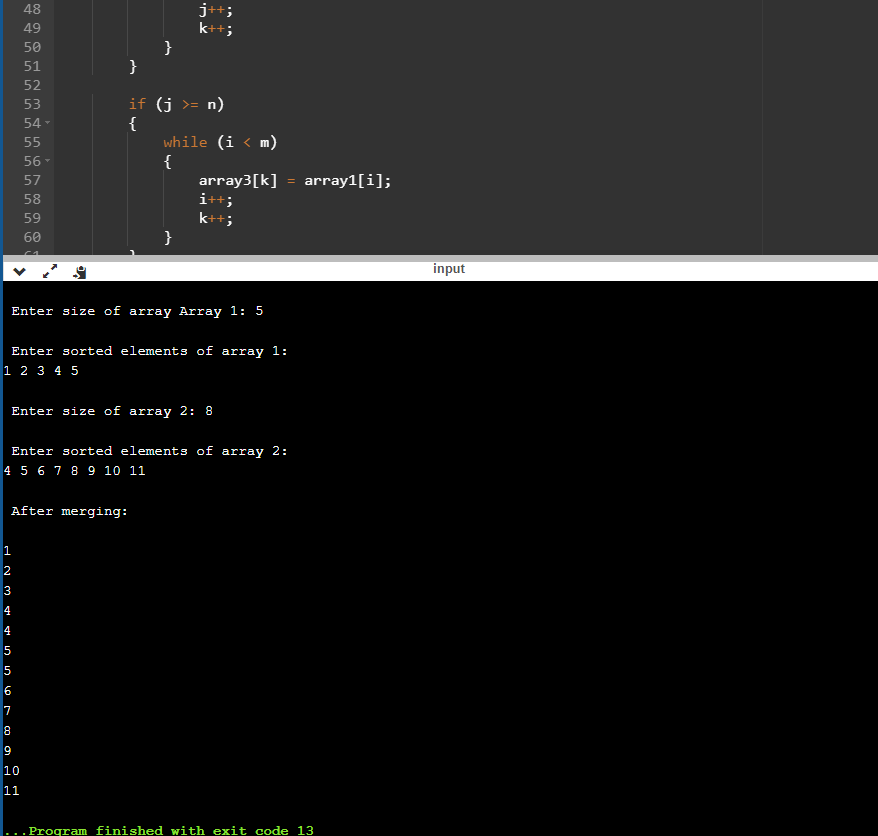 48 j++;
49 k++;
50 }
51 }
52
53 if (j >= n)
54 {
55 while (i < m)
56 {
57 array3[k] = array1[i];
58 i++;
59 k++;
60 }
61 }
input
Enter size of array Array 1: 5
Enter sorted elements of array 1:
1 2 3 4 5
Enter size of array 2: 8
Enter sorted elements of array 2:
4 5 6 7 8 9 10 11
After merging:
1
2
3
4
4
5
5
6
7
8
9
10
11
...Program finished with exit code 13